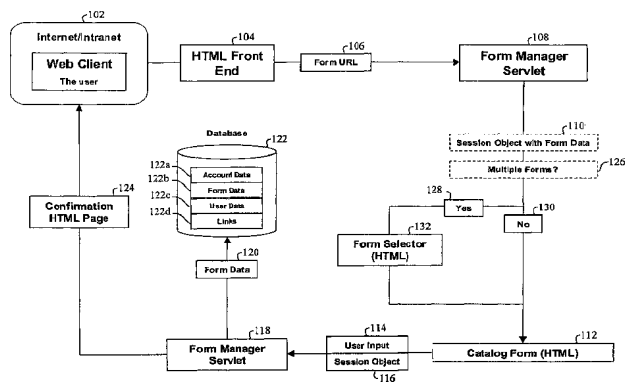 102
Internet/Intranet
Web Client
The user
104
HTML Front
End
106
Form URL
108
Form Manager
Servlet
110
Session Object with Form Data
126
Multiple Forms?
128
Yes
130
No
132
Form Selector
(HTML)
112
Catalog Form (HTML)
114
User Input
Session Object
116
118
Form Manager
Servlet
120
Form Data
Database
122
122a
Account Data
122b
Form Data
122c
User Data
122d
Links
124
Confirmation
HTML Page